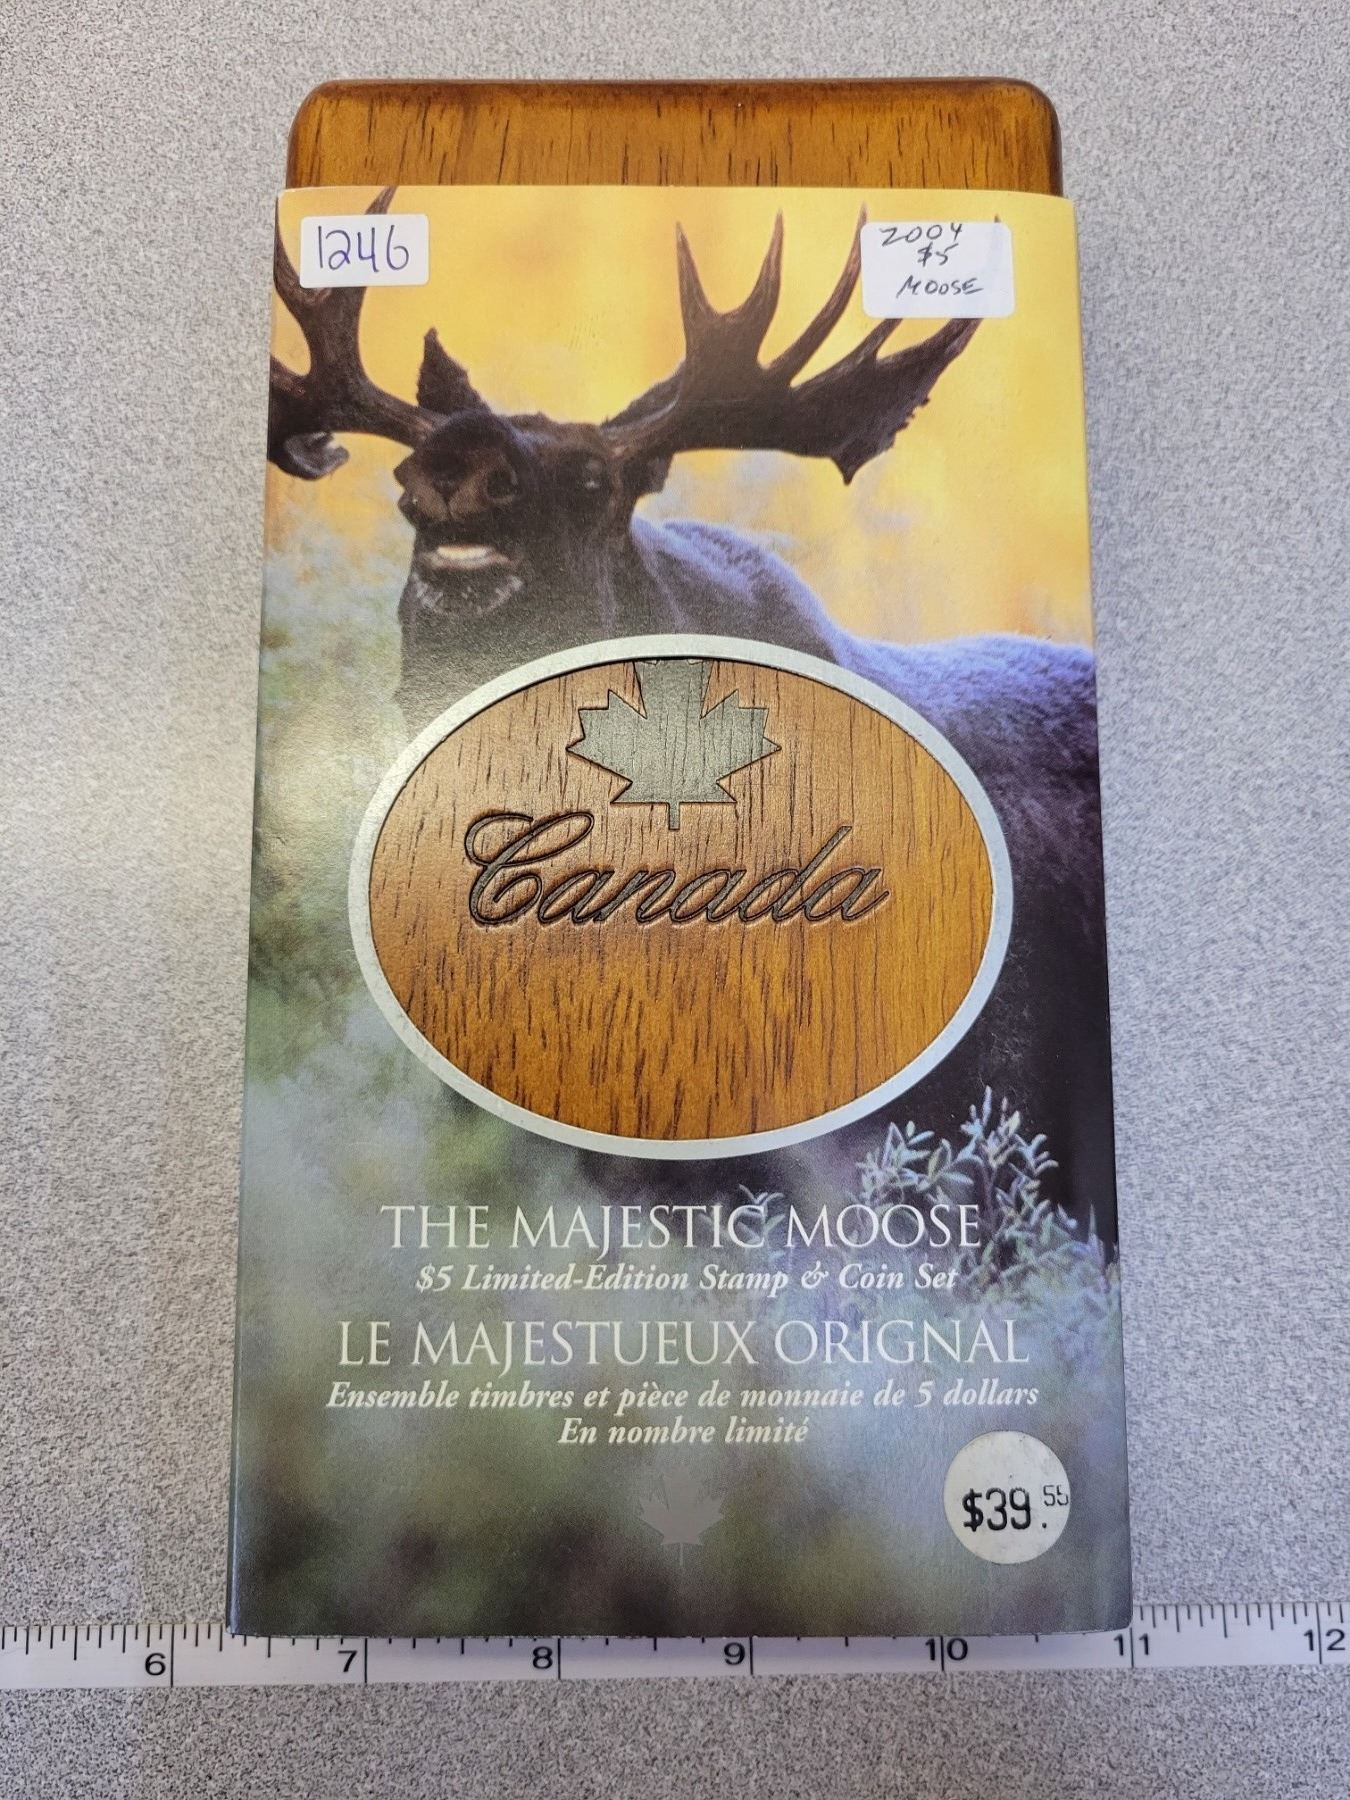 1246
2004
$5
MOOSE
Canada
THE MAJESTIC MOOSE
$5 Limited-Edition Stamp & Coin Set
LE MAJESTUEUX ORIGNAL
Ensemble timbres et pièce de monnaie de 5 dollars
En nombre limité
$39.55
6 7 8 9 10 11 12